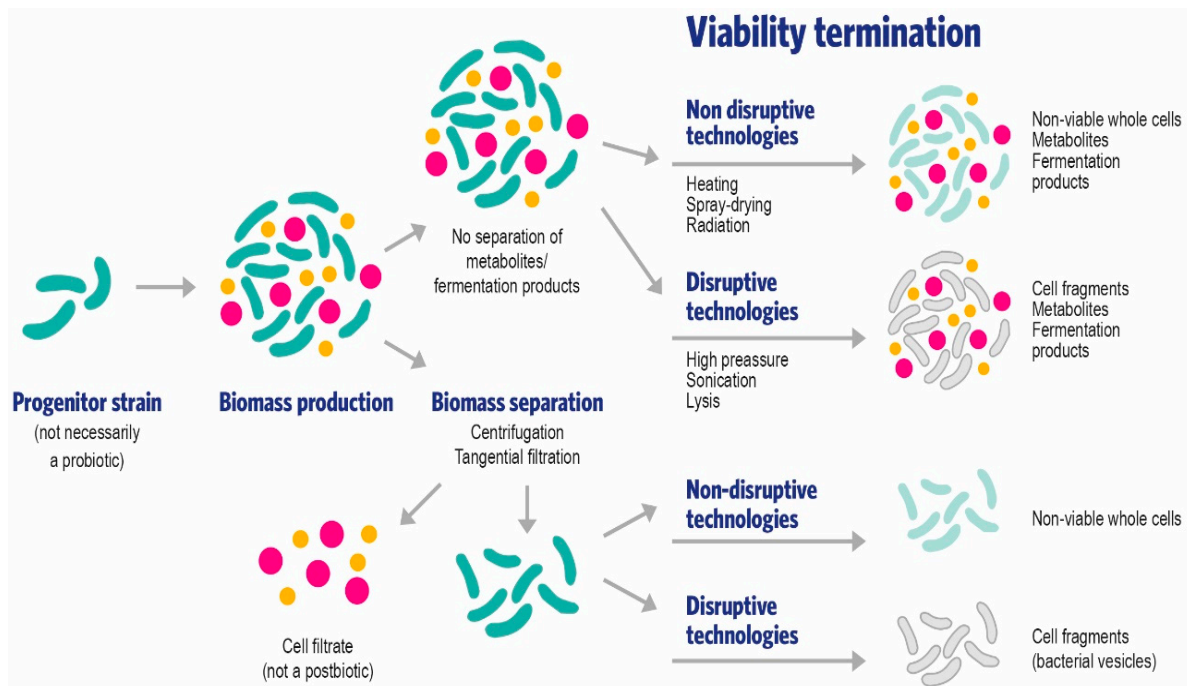 Viability termination
Non disruptive
technologies
Heating
Spray-drying
Radiation
Non-viable whole cells
Metabolites
Fermentation
products
No separation of
metabolites/
fermentation products
Disruptive
technologies
High preassure
Sonication
Lysis
Cell fragments
Metabolites
Fermentation
products
Progenitor strain
(not necessarily
a probiotic)
Biomass production
Biomass separation
Centrifugation
Tangential filtration
Non-disruptive
technologies
Non-viable whole cells
Disruptive
technologies
Cell fragments
(bacterial vesicles)
Cell filtrate
(not a postbiotic)